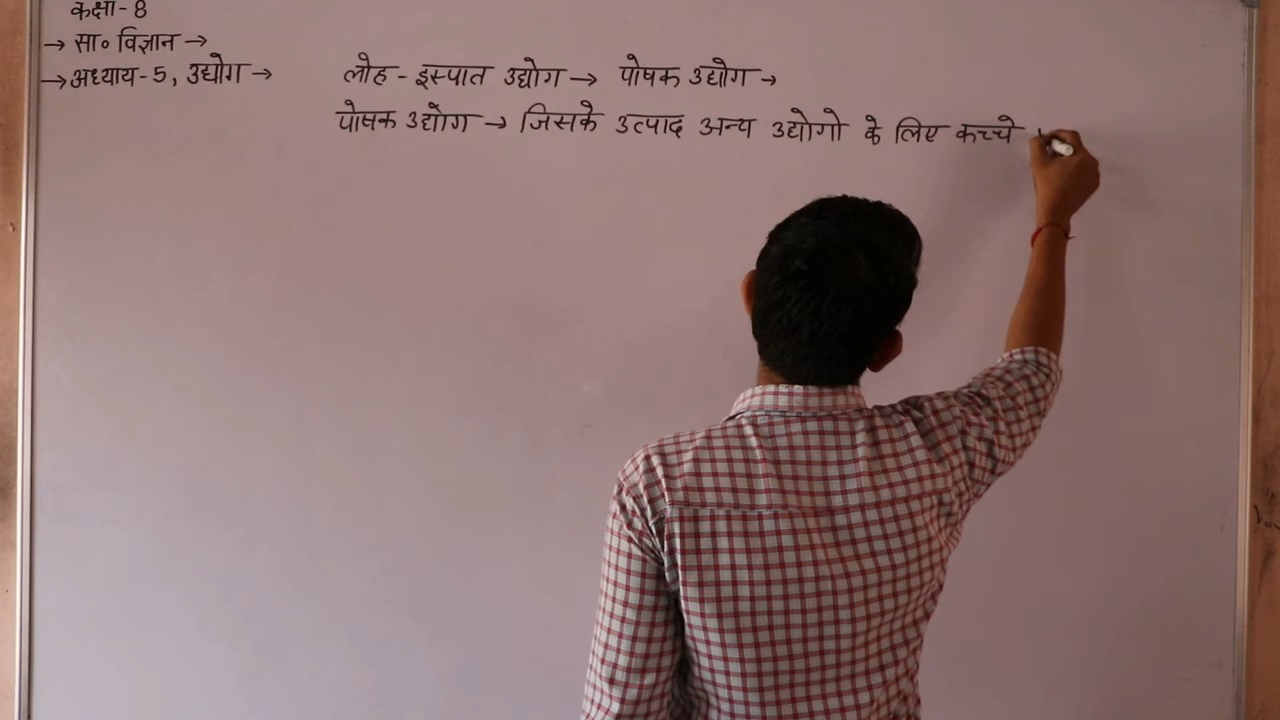 कक्षा - 8
→ सा० विज्ञान →
→ अध्याय - 5, उद्योग → लोह - इस्पात उद्योग → पोषक उद्योग →
पोषक उद्योग → जिसके उत्पाद अन्य उद्योगो के लिए कच्चे